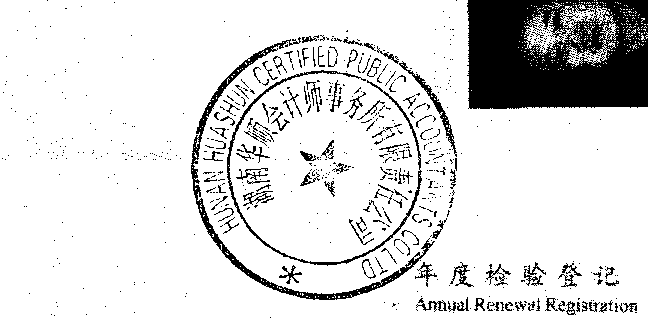 HUNAN HUASHUN CERTIFIED PUBLIC ACCOUNTANTS CO LTD
湖南华顺会计师事务所有限责任公司
年度检验登记
Annual Renewal Registration